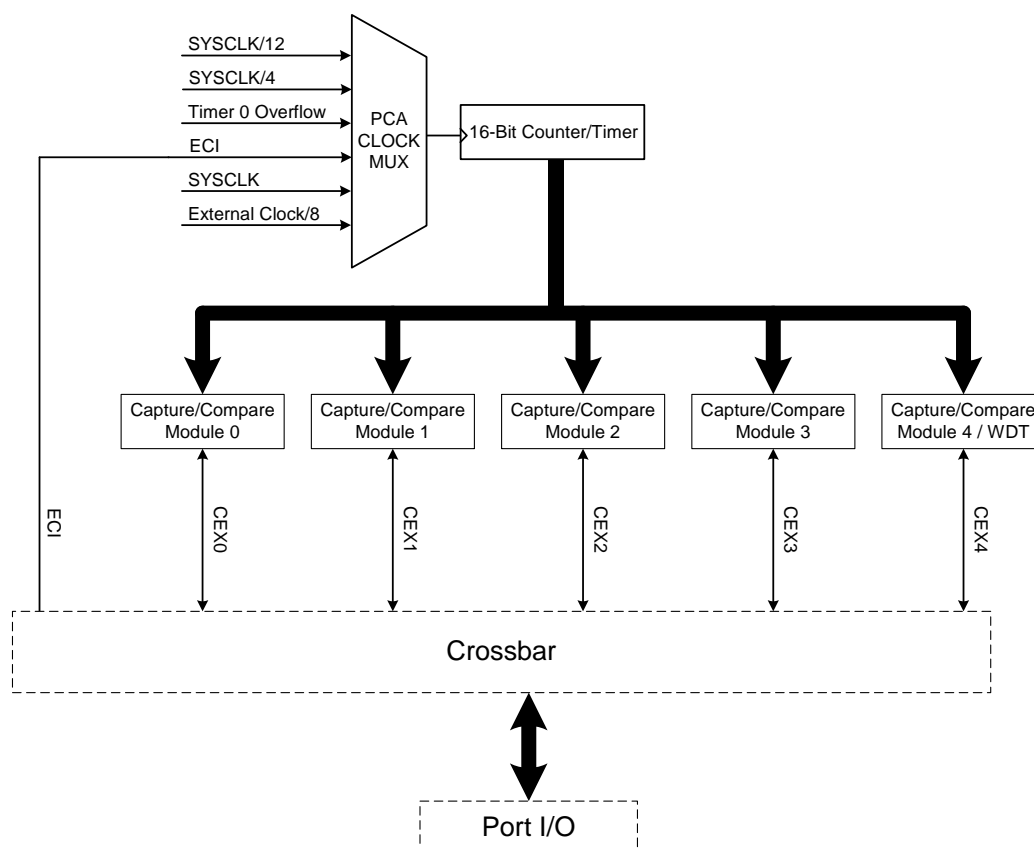 SYSCLK/12
SYSCLK/4
Timer 0 Overflow
ECI
SYSCLK
External Clock/8
PCA
CLOCK
MUX
16-Bit Counter/Timer
Capture/Compare
Module 0
Capture/Compare
Module 1
Capture/Compare
Module 2
Capture/Compare
Module 3
Capture/Compare
Module 4 / WDT
ECI
CEX0
CEX1
CEX2
CEX3
CEX4
Crossbar
Port I/O